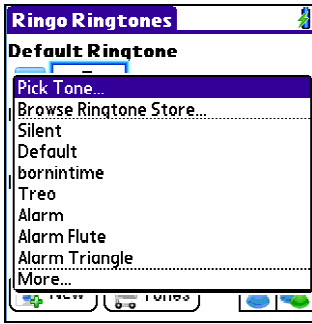 Ringo Ringtones
Default Ringtone
Pick Tone...
Browse Ringtone Store...
Silent
Default
bornintime
Treo
Alarm
Alarm Flute
Alarm Triangle
More...
New
Tones